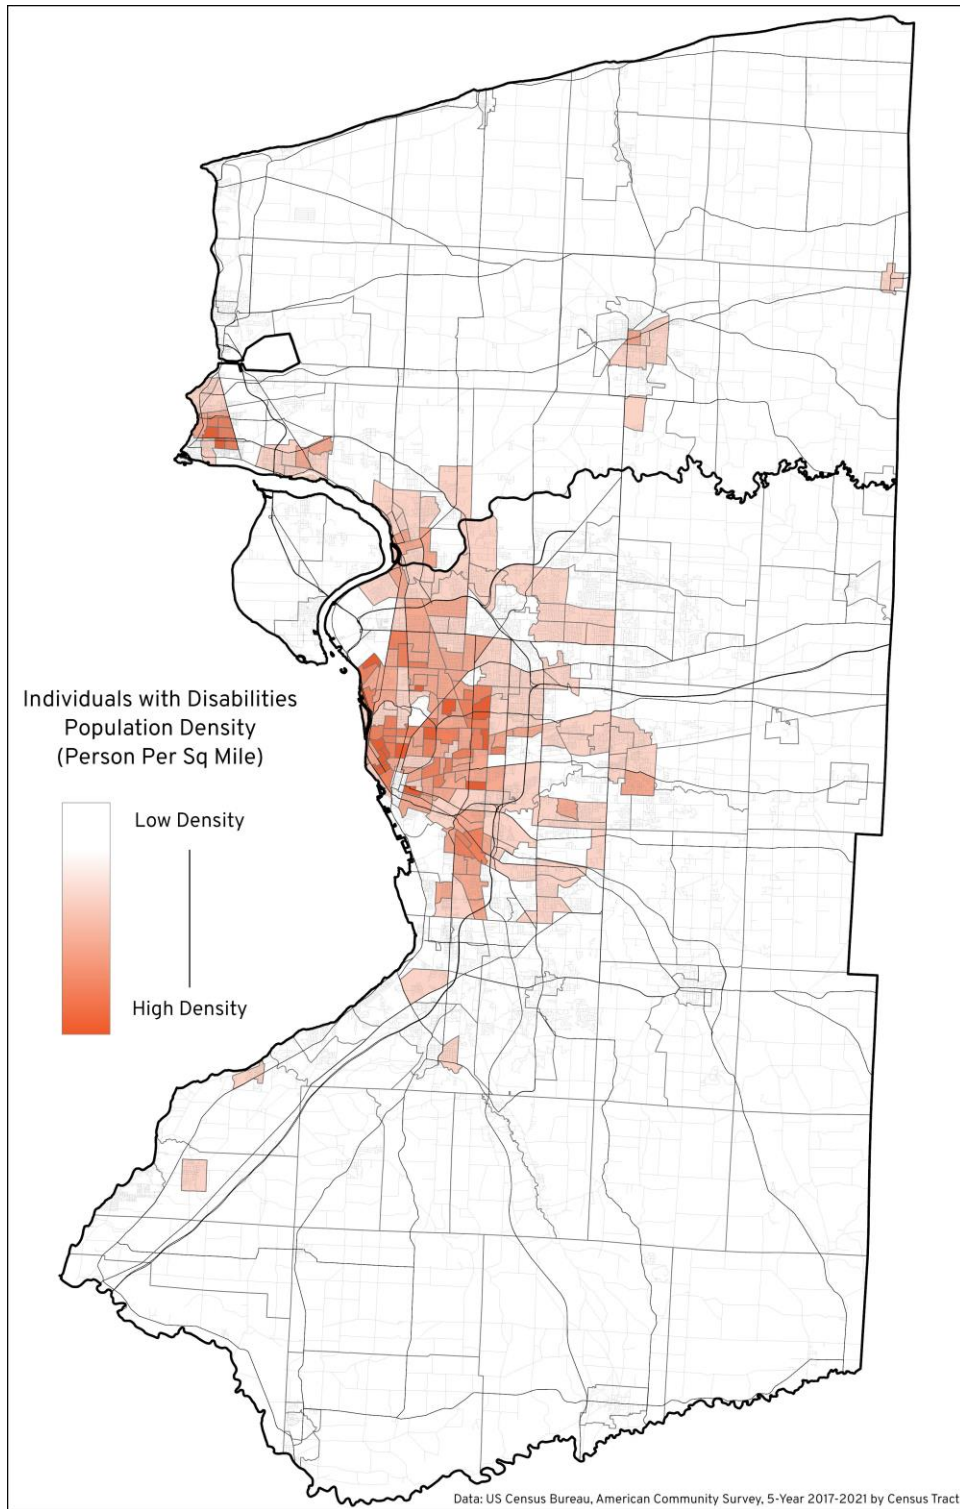 Individuals with Disabilities
Population Density
(Person Per Sq Mile)
Low Density
High Density
Data: US Census Bureau, American Community Survey, 5-Year 2017-2021 by Census Tract